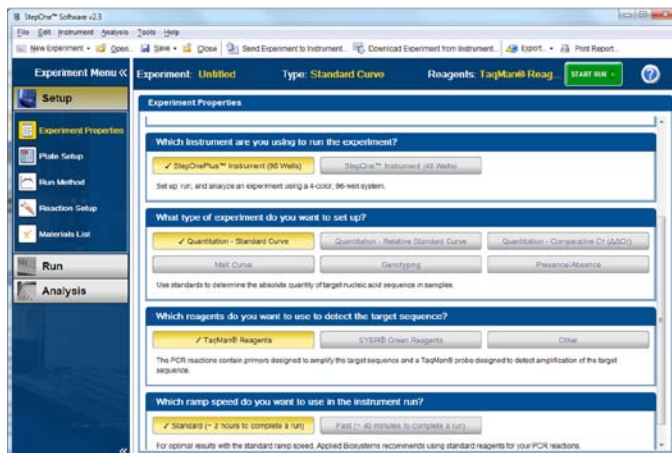 StepOne™ Software v2.3
File Edit Instrument Analysis Tools Help
New Experiment Open... Save Close Send Experiment to Instrument... Download Experiment from Instrument... Export... Print Report...
Experiment Menu «
Experiment: Untitled Type: Standard Curve Reagents: TaqMan® Reag... START RUN
Setup
Experiment Properties
Plate Setup
Run Method
Reaction Setup
Materials List
Run
Analysis
«
Experiment Properties
Which instrument are you using to run the experiment?
✓ StepOnePlus™ Instrument (96 Wells) StepOne™ Instrument (48 Wells)
Set up, run, and analyze an experiment using a 4-color, 96-well system.
What type of experiment do you want to set up?
✓ Quantitation - Standard Curve Quantitation - Relative Standard Curve Quantitation - Comparative CT (ΔΔCT)
Melt Curve Genotyping Presence/Absence
Use standards to determine the absolute quantity of target nucleic acid sequence in samples.
Which reagents do you want to use to detect the target sequence?
✓ TaqMan® Reagents SYBR® Green Reagents Other
The PCR reactions contain primers designed to amplify the target sequence and a TaqMan® probe designed to detect amplification of the target
sequence.
Which ramp speed do you want to use in the instrument run?
✓ Standard (~ 2 hours to complete a run) Fast (~ 40 minutes to complete a run)
For optimal results with the standard ramp speed, Applied Biosystems recommends using standard reagents for your PCR reactions.